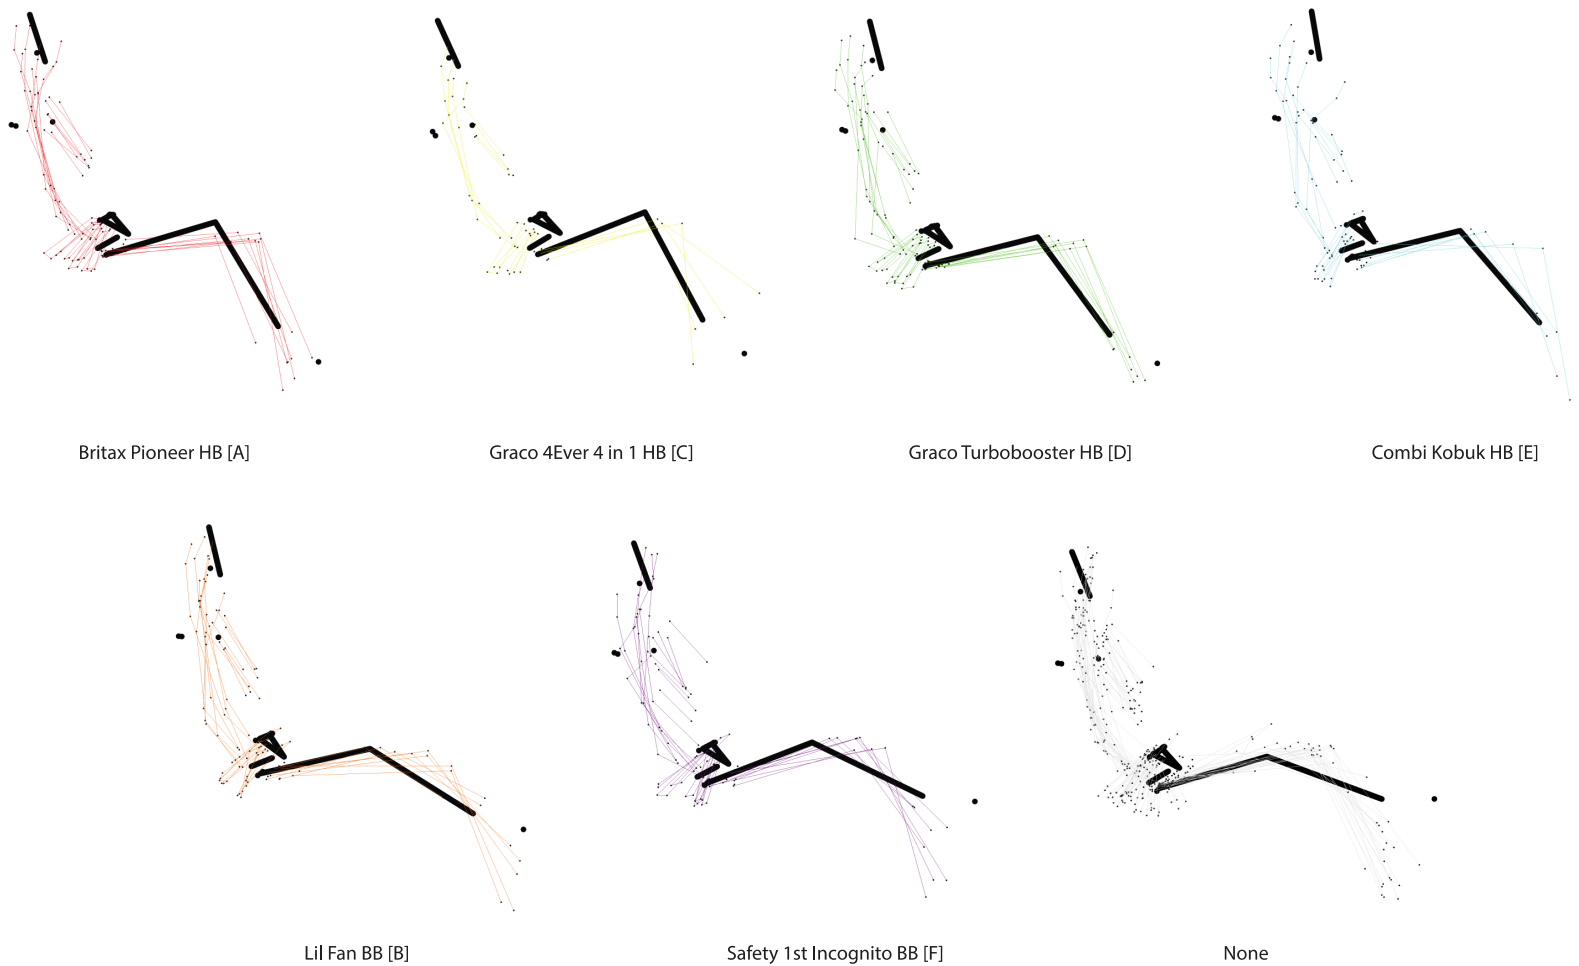 Britax Pioneer HB [A]
Graco 4Ever 4 in 1 HB [C]
Graco Turbobooster HB [D]
Combi Kobuk HB [E]
Lil Fan BB [B]
Safety 1st Incognito BB [F]
None